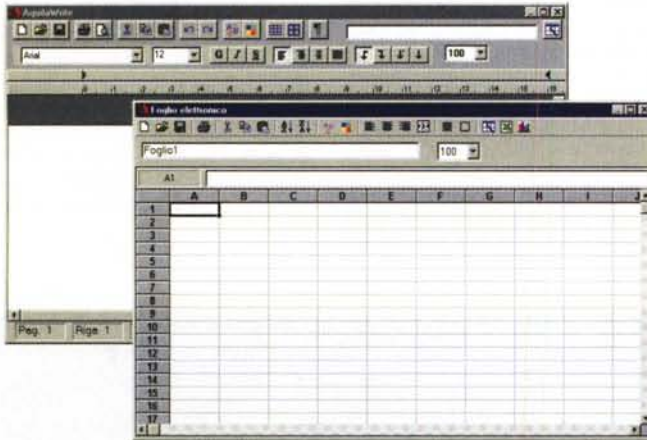 AquilaWrite
Arial 12 G I S 100
Foglio elettronico
Foglio1 100
A1
A B C D E F G H I J
1
2
3
4
5
6
7
8
9
10
11
12
13
14
15
16
17
Pag. 1 Riga 1